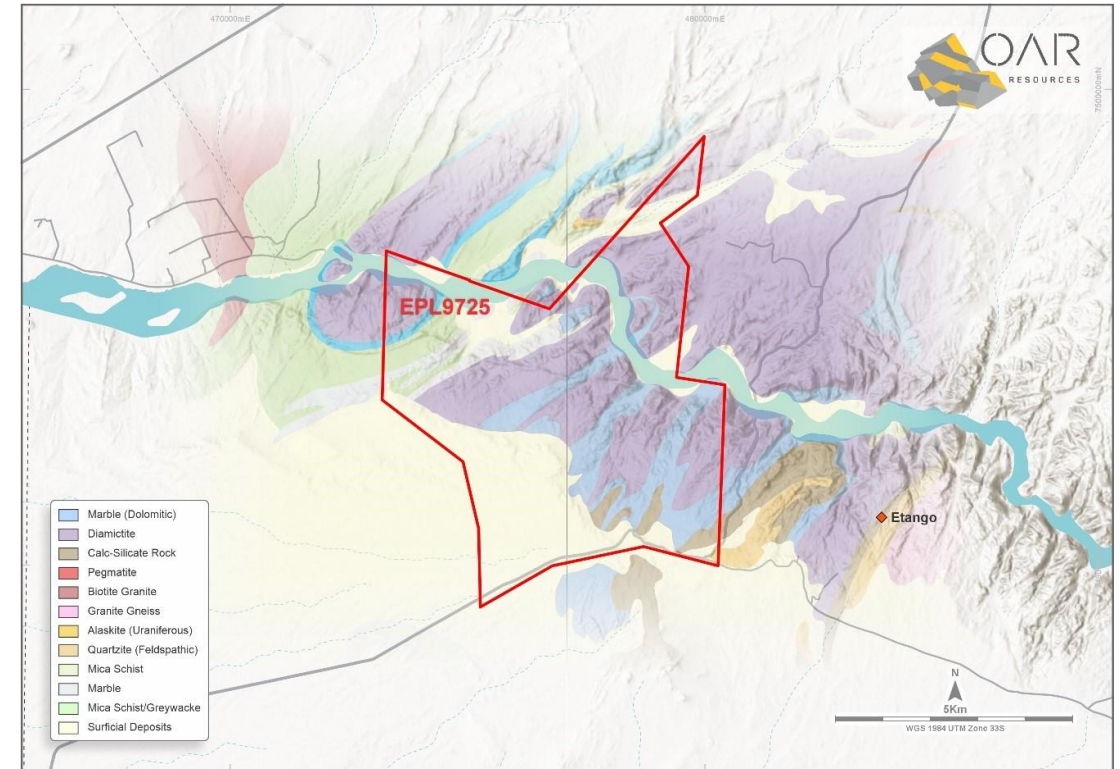 470000mE
480000mE
OAR
RESOURCES
7500000mN
EPL9725
Etango
Marble (Dolomitic)
Diamictite
Calc-Silicate Rock
Pegmatite
Biotite Granite
Granite Gneiss
Alaskite (Uraniferous)
Quartzite (Feldspathic)
Mica Schist
Marble
Mica Schist/Greywacke
Surficial Deposits
N
5Km
WGS 1984 UTM Zone 33S